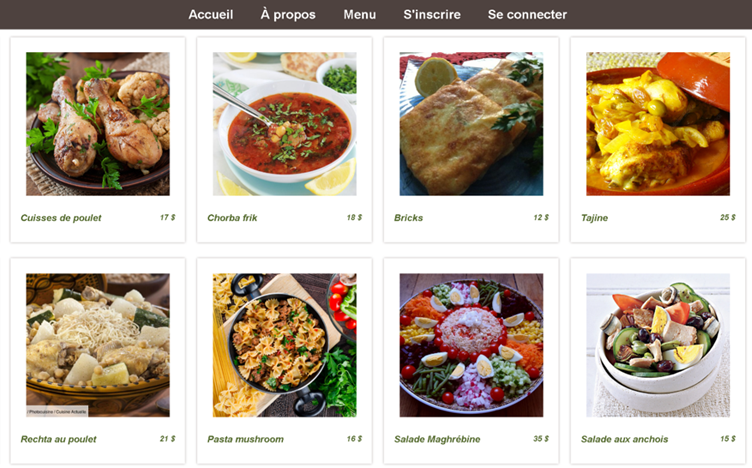 Accueil À propos Menu S'inscrire Se connecter
Cuisses de poulet 17 $
Chorba frik 18 $
Bricks 12 $
Tajine 25 $
Photocuisine / Cuisine Actuelle
Rechta au poulet 21 $
Pasta mushroom 16 $
Salade Maghrébine 35 $
Salade aux anchois 15 $